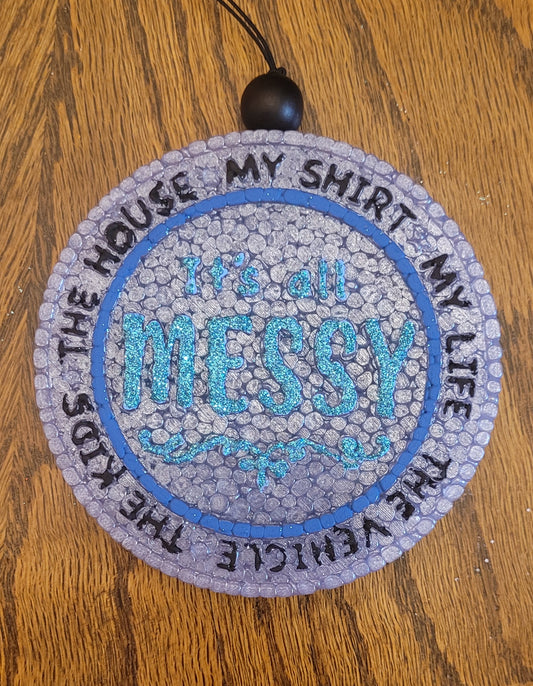 THE HOUSE MY SHIRT MY LIFE THE VEHICLE THE KIDS
It's all
MESSY